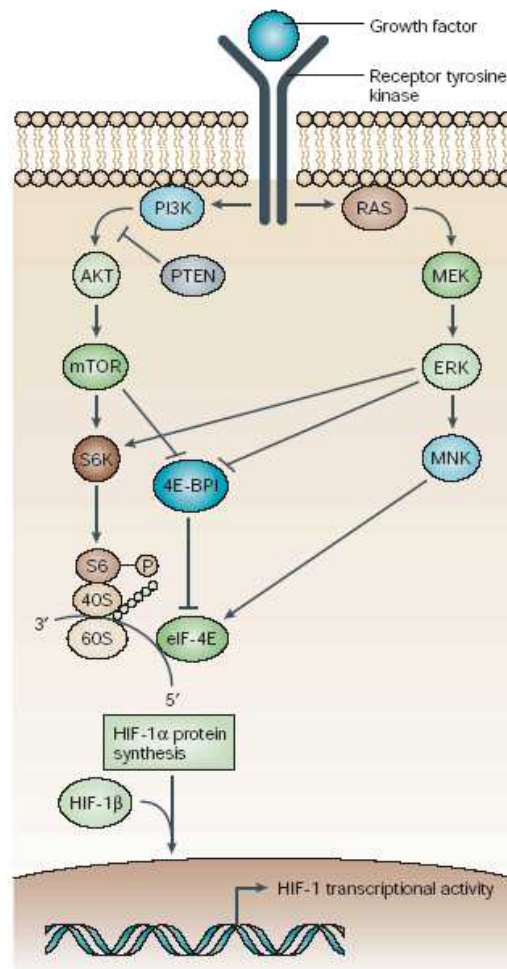 Growth factor
Receptor tyrosine
kinase
PI3K
RAS
AKT
PTEN
MEK
mTOR
ERK
S6K
4E-BPI
MNK
S6
P
40S
3′
60S
eIF-4E
5′
HIF-1α protein
synthesis
HIF-1β
HIF-1 transcriptional activity